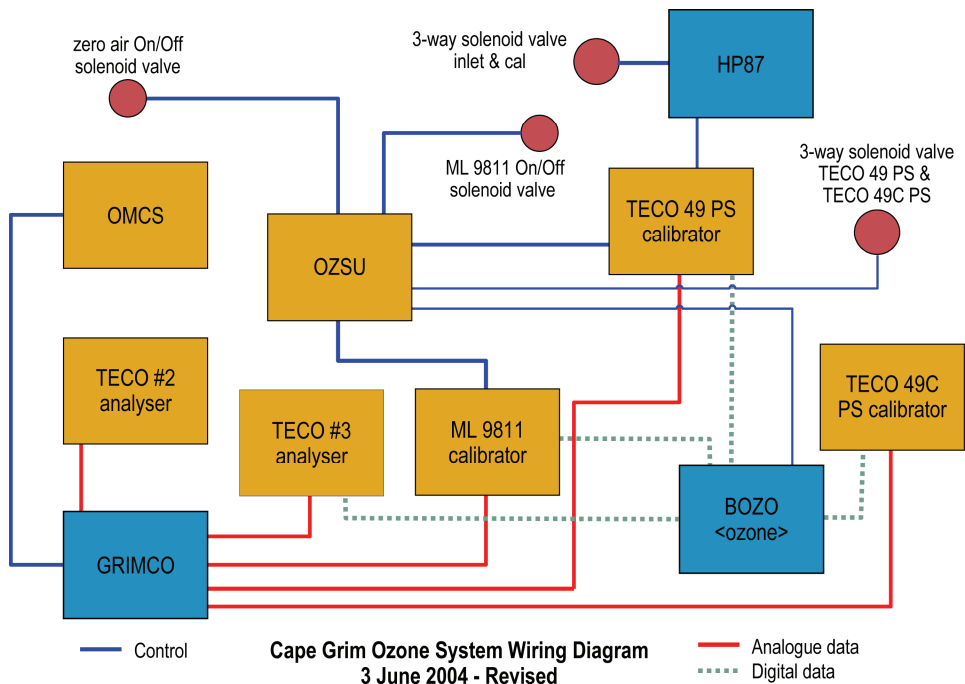 zero air On/Off
solenoid valve
3-way solenoid valve
inlet & cal
HP87
ML 9811 On/Off
solenoid valve
3-way solenoid valve
TECO 49 PS &
TECO 49C PS
OMCS
OZSU
TECO 49 PS
calibrator
TECO #2
analyser
TECO #3
analyser
ML 9811
calibrator
TECO 49C
PS calibrator
GRIMCO
BOZO
<ozone>
Control
Cape Grim Ozone System Wiring Diagram
3 June 2004 - Revised
Analogue data
Digital data